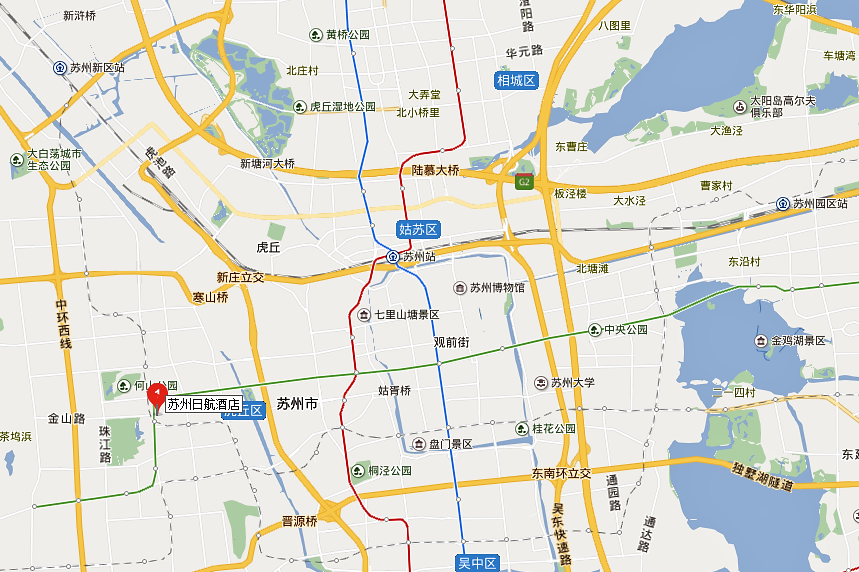 新浒桥
浒阳路
东华阳浜
黄桥公园
八图里
华元路
车塘湾
苏州新区站
北庄村
相城区
大弄堂
太阳岛高尔夫
俱乐部
虎丘湿地公园
北小桥里
大渔泾
大白荡城市
生态公园
虎池路
东曹庄
新塘河大桥
陆慕大桥
G2
板泾楼
曹家村
大水泾
苏州园区站
姑苏区
虎丘
苏州站
北塘滩
东沿村
新庄立交
寒山桥
苏州博物馆
中环西线
七里山塘景区
观前街
中央公园
金鸡湖景区
何山公园
姑胥桥
苏州大学
二一四村
苏州日航酒店
虎丘区
苏州市
金山路
珠江路
茶坞浜
盘门景区
桂花公园
桐泾公园
东南环立交
独墅湖隧道
通园路
吴东快速路
晋源桥
通达路
吴中区